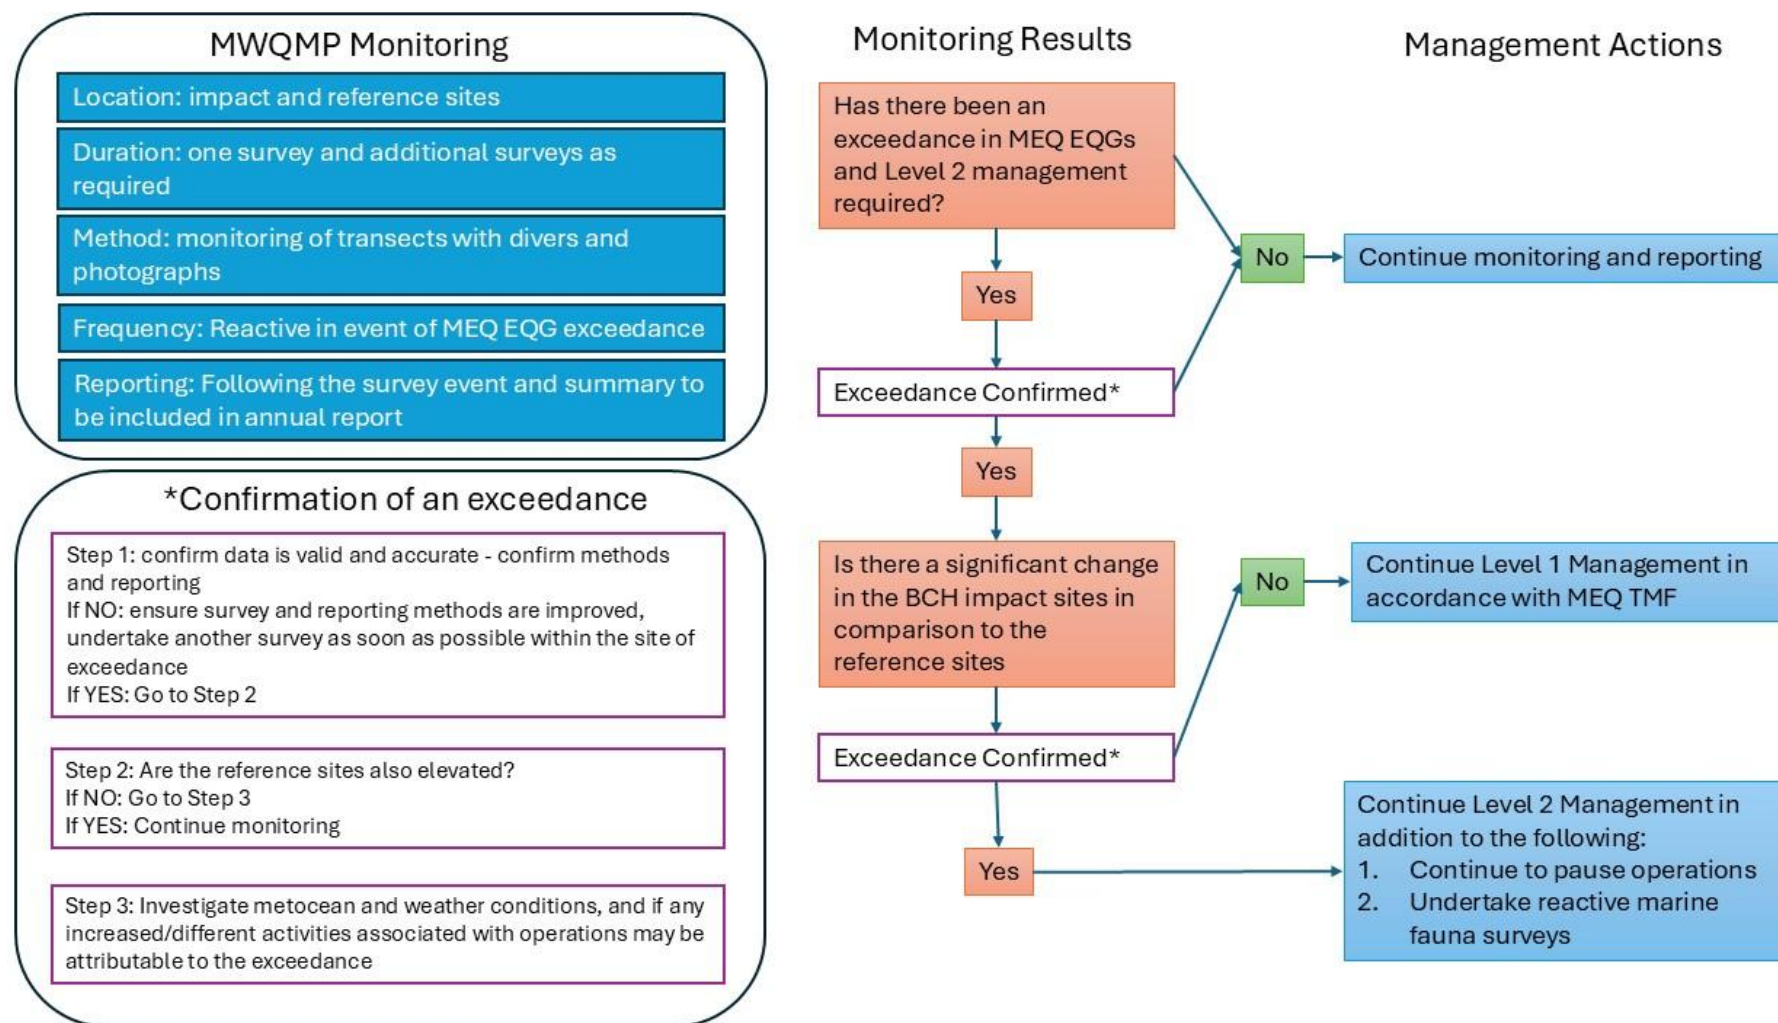 MWQMP Monitoring
Location: impact and reference sites
Duration: one survey and additional surveys as
required
Method: monitoring of transects with divers and
photographs
Frequency: Reactive in event of MEQ EQG exceedance
Reporting: Following the survey event and summary to
be included in annual report
*Confirmation of an exceedance
Step 1: confirm data is valid and accurate - confirm methods
and reporting
If NO: ensure survey and reporting methods are improved,
undertake another survey as soon as possible within the site of
exceedance
If YES: Go to Step 2
Step 2: Are the reference sites also elevated?
If NO: Go to Step 3
If YES: Continue monitoring
Step 3: Investigate metocean and weather conditions, and if any
increased/different activities associated with operations may be
attributable to the exceedance
Monitoring Results
Has there been an
exceedance in MEQ EQGs
and Level 2 management
required?
Yes
Exceedance Confirmed*
Yes
Is there a significant change
in the BCH impact sites in
comparison to the
reference sites
Exceedance Confirmed*
Yes
No
No
Management Actions
Continue monitoring and reporting
Continue Level 1 Management in
accordance with MEQ TMF
Continue Level 2 Management in
addition to the following:
1. Continue to pause operations
2. Undertake reactive marine
fauna surveys